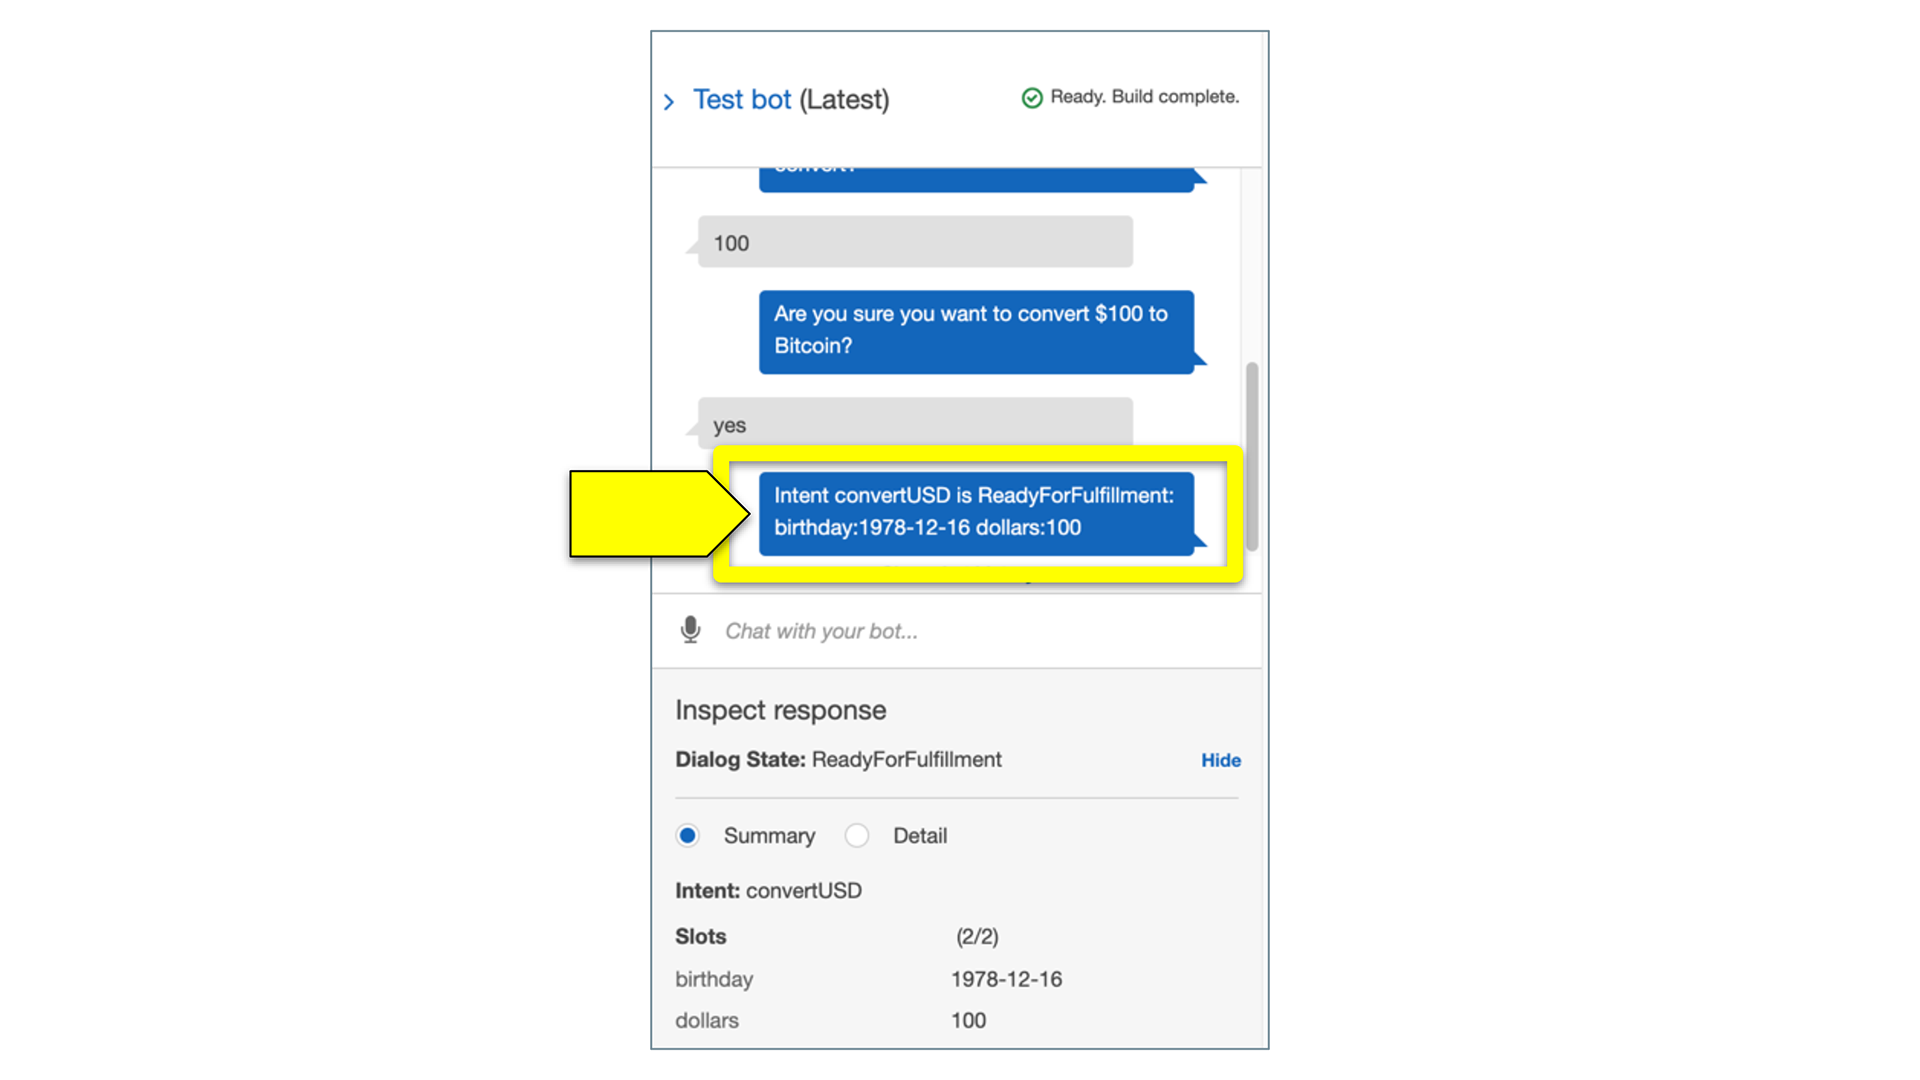 Test bot (Latest)
Ready. Build complete.
convert?
100
Are you sure you want to convert $100 to
Bitcoin?
yes
Intent convertUSD is ReadyForFulfillment:
birthday:1978-12-16 dollars:100
Chat with your bot...
Inspect response
Dialog State: ReadyForFulfillment
Hide
Summary
Detail
Intent: convertUSD
Slots (2/2)
birthday 1978-12-16
dollars 100